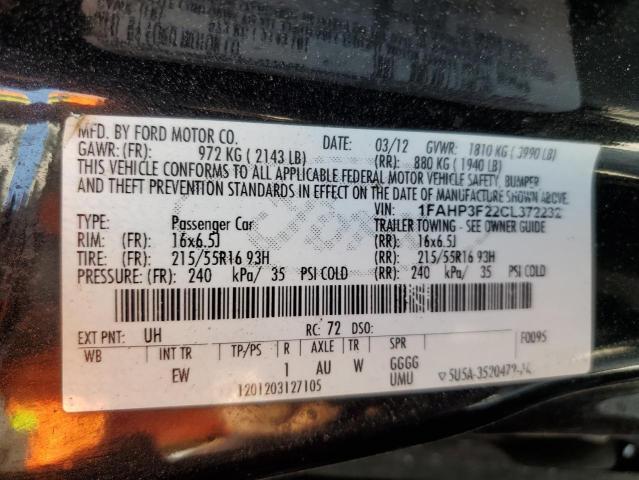 MFD. BY FORD MOTOR CO.
DATE: 03/12 GVWR: 1810 KG ( 3990 LB)
GAWR: (FR): 972 KG ( 2143 LB) (RR): 880 KG ( 1940 LB)
THIS VEHICLE CONFORMS TO ALL APPLICABLE FEDERAL MOTOR VEHICLE SAFETY, BUMPER
AND THEFT PREVENTION STANDARDS IN EFFECT ON THE DATE OF MANUFACTURE SHOWN ABOVE.
VIN: 1FAHP3F22CL372232
TYPE: Passenger Car TRAILER TOWING - SEE OWNER GUIDE
RIM: (FR): 16x6.5J (RR): 16x6.5J
TIRE: (FR): 215/55R16 93H (RR): 215/55R16 93H
PRESSURE: (FR): 240 kPa/ 35 PSI COLD (RR): 240 kPa/ 35 PSI COLD
EXT PNT: UH RC: 72 DSO: F0095
WB INT TR TP/PS R AXLE TR SPR
EW 1 AU W GGGG
UMU
1201203127105